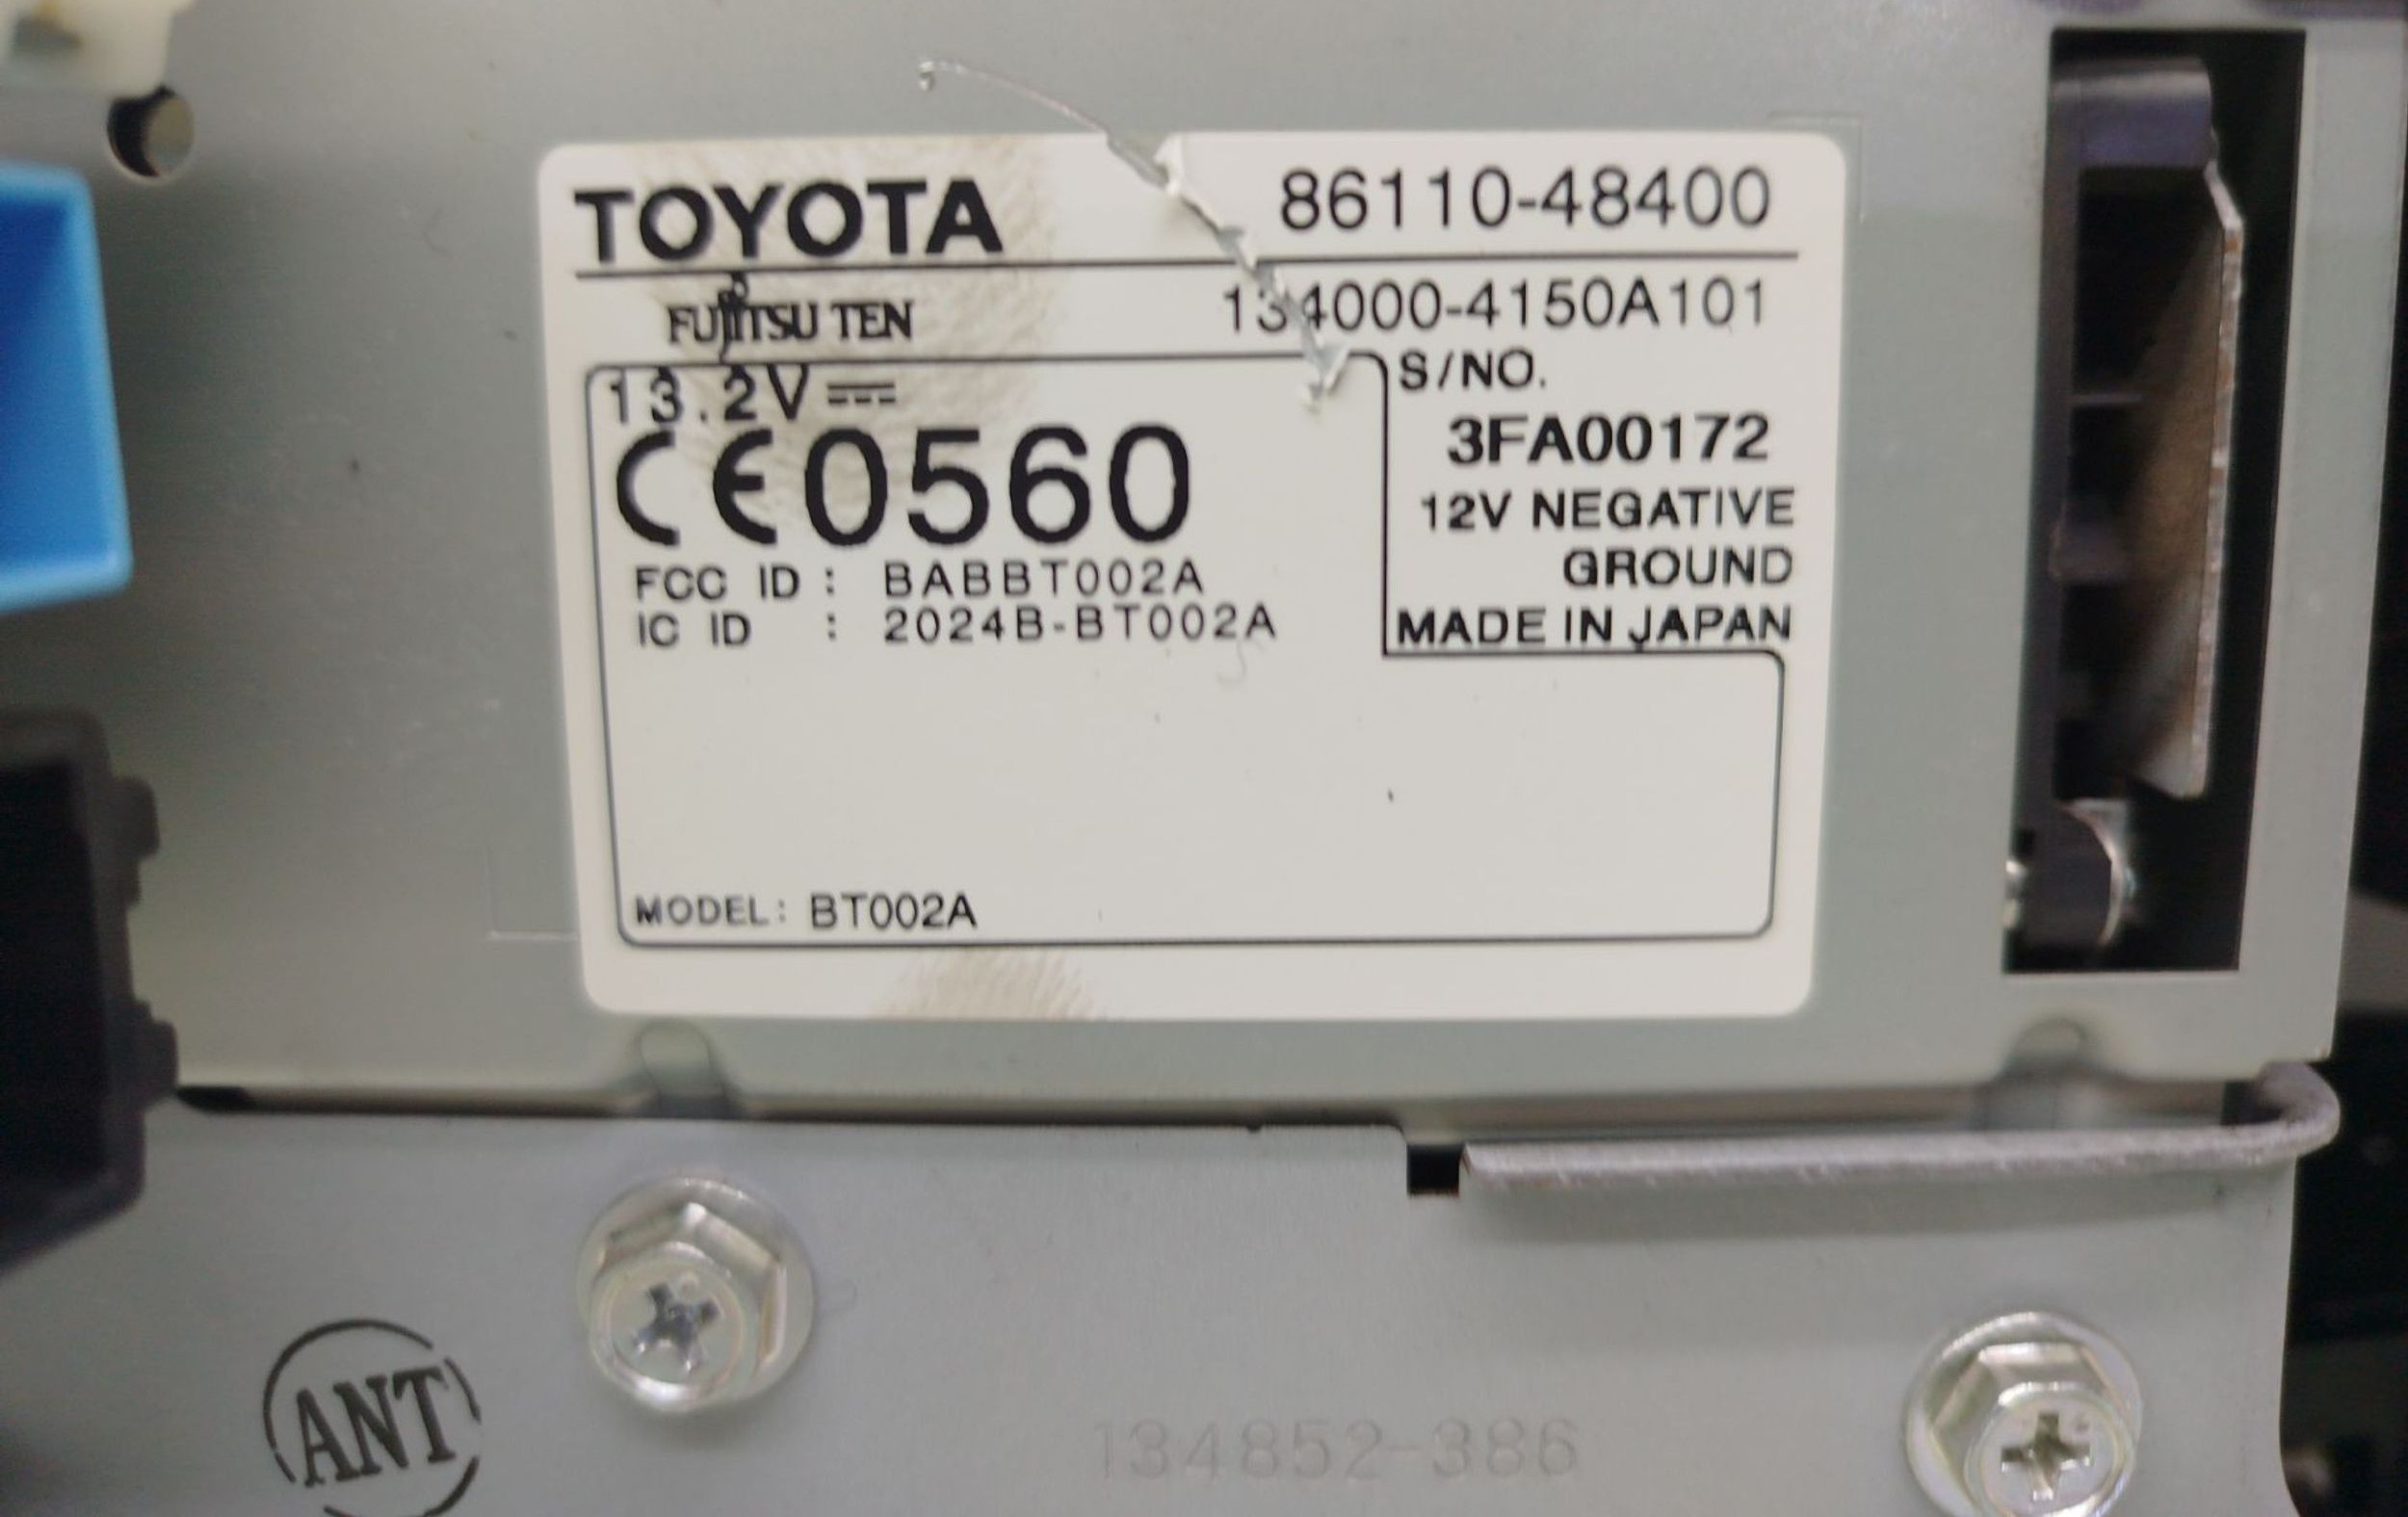 TOYOTA 86110-48400
FUJITSU TEN 134000-4150A101
13.2V S/NO.
CE0560 3FA00172
12V NEGATIVE
GROUND
FCC ID : BABBT002A
IC ID : 2024B-BT002A
MADE IN JAPAN
MODEL: BT002A
ANT
134852-386